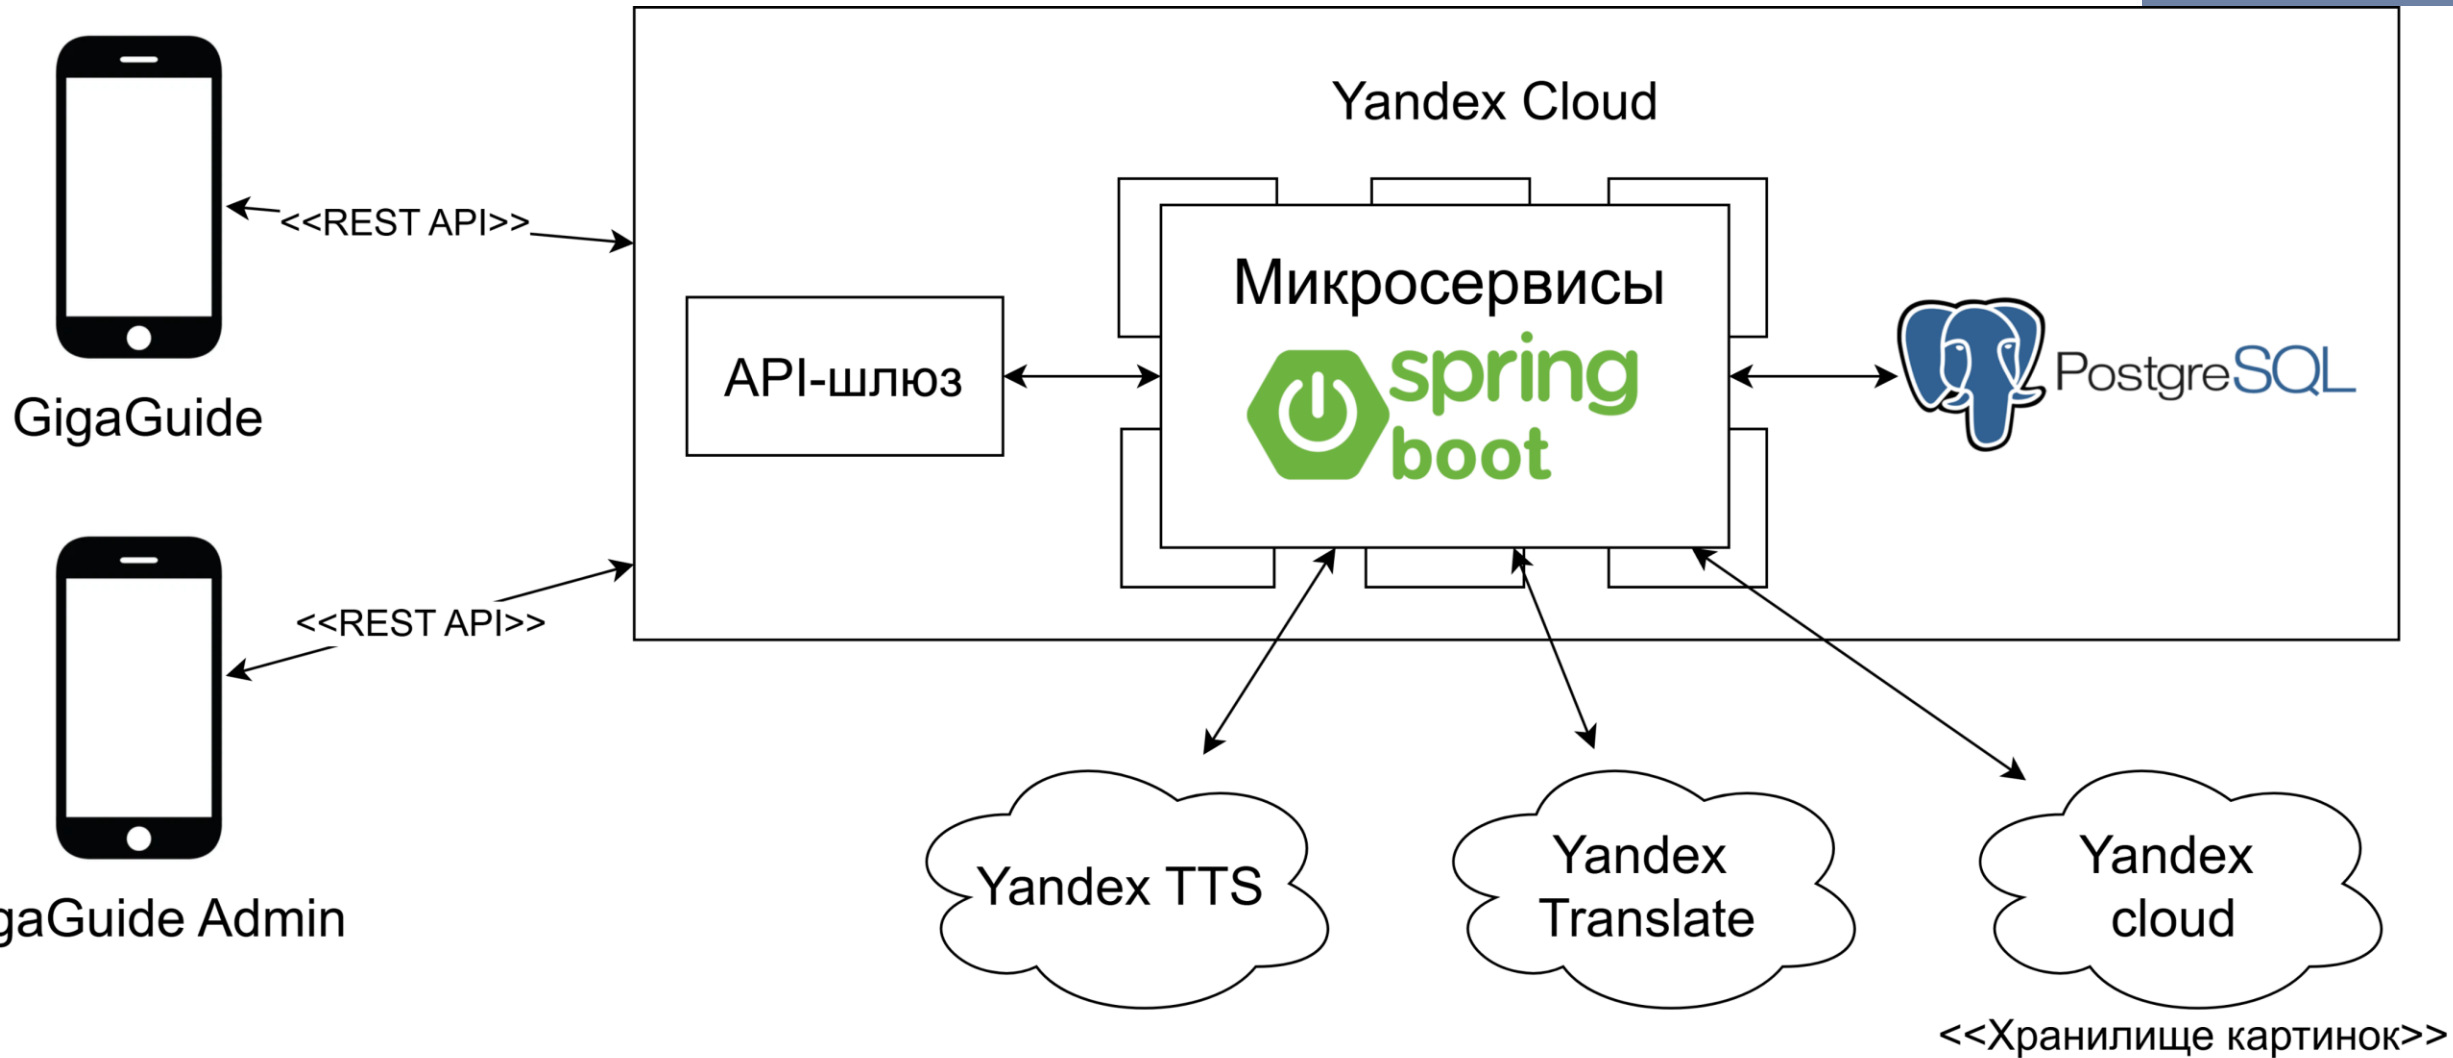 Yandex Cloud
<<REST API>>
GigaGuide
API-шлюз
Микросервисы
spring
boot
PostgreSQL
<<REST API>>
gaGuide Admin
Yandex TTS
Yandex
Translate
Yandex
cloud
<<Хранилище картинок>>